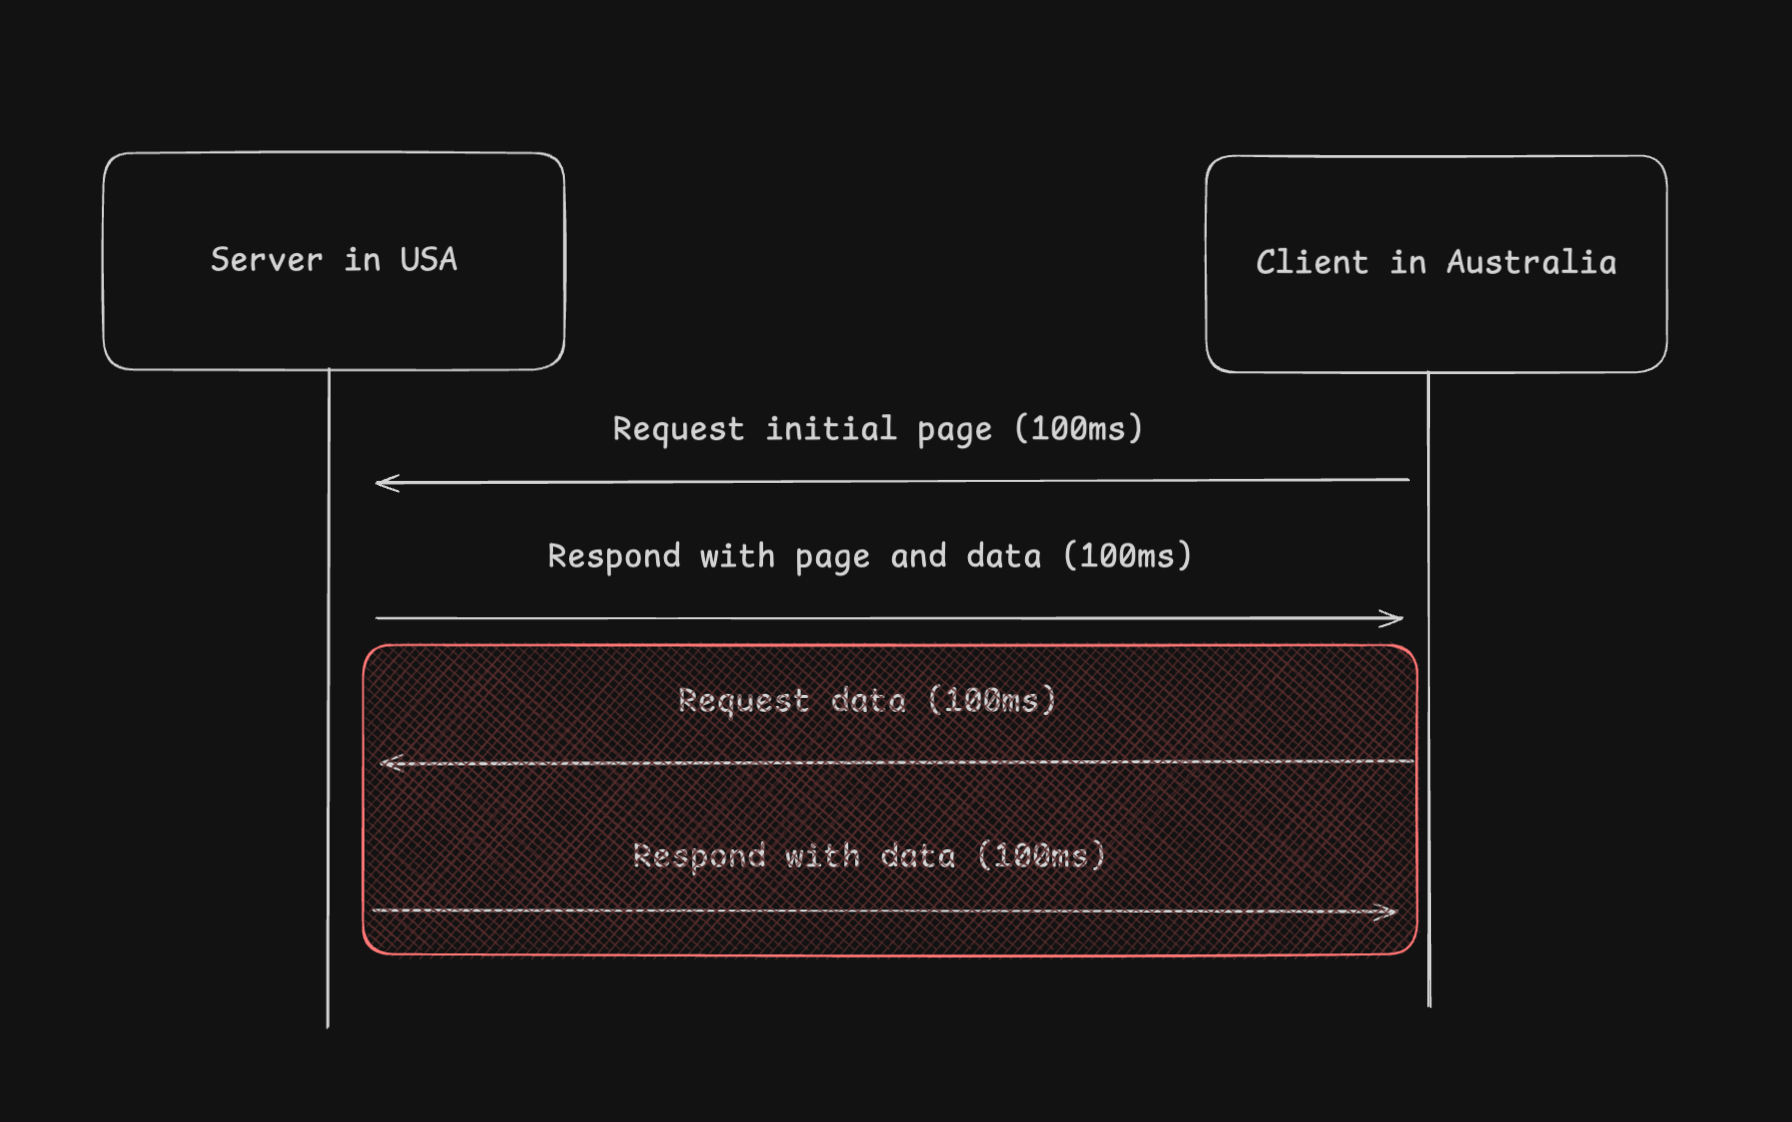 Server in USA
Client in Australia
Request initial page (100ms)
Respond with page and data (100ms)
Request data (100ms)
Respond with data (100ms)